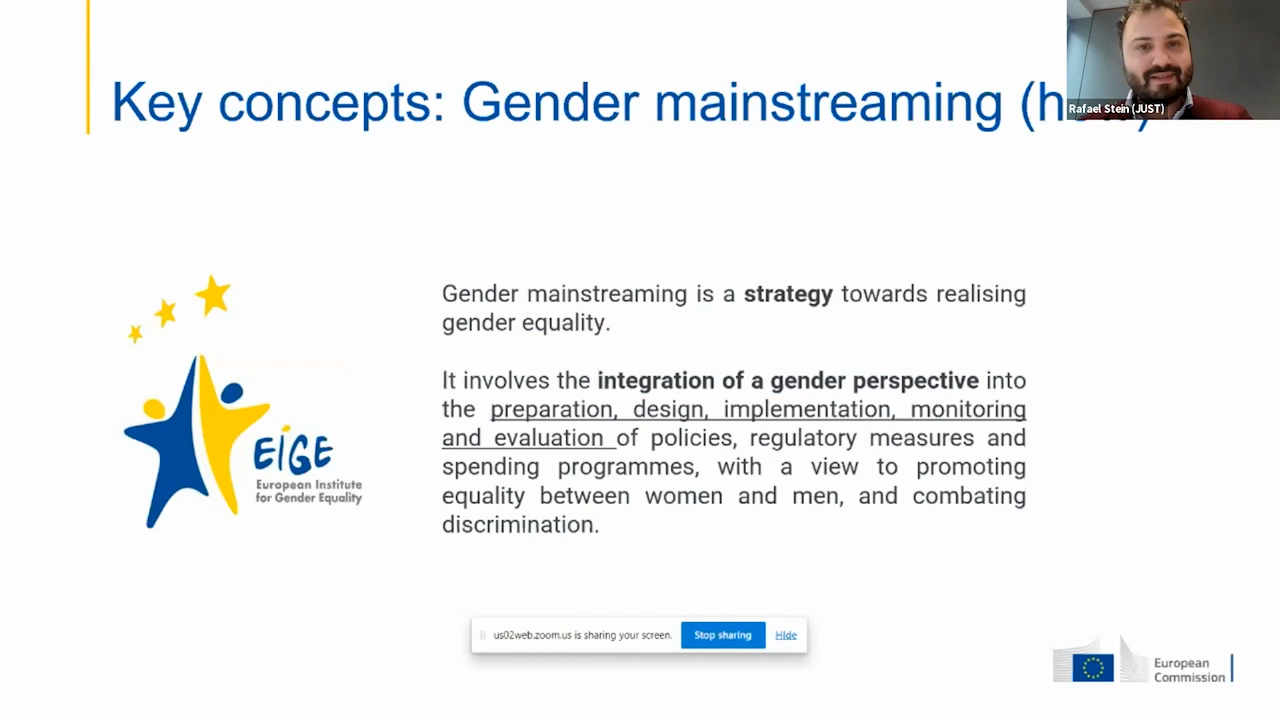 Key concepts: Gender mainstreaming (
Rafael Stein (JUST)
Gender mainstreaming is a strategy towards realising
gender equality.
It involves the integration of a gender perspective into
the preparation, design, implementation, monitoring
and evaluation of policies, regulatory measures and
spending programmes, with a view to promoting
equality between women and men, and combating
discrimination.
EIGE
European Institute
for Gender Equality
us02web.zoom.us is sharing your screen.
Stop sharing
Hide
European
Commission